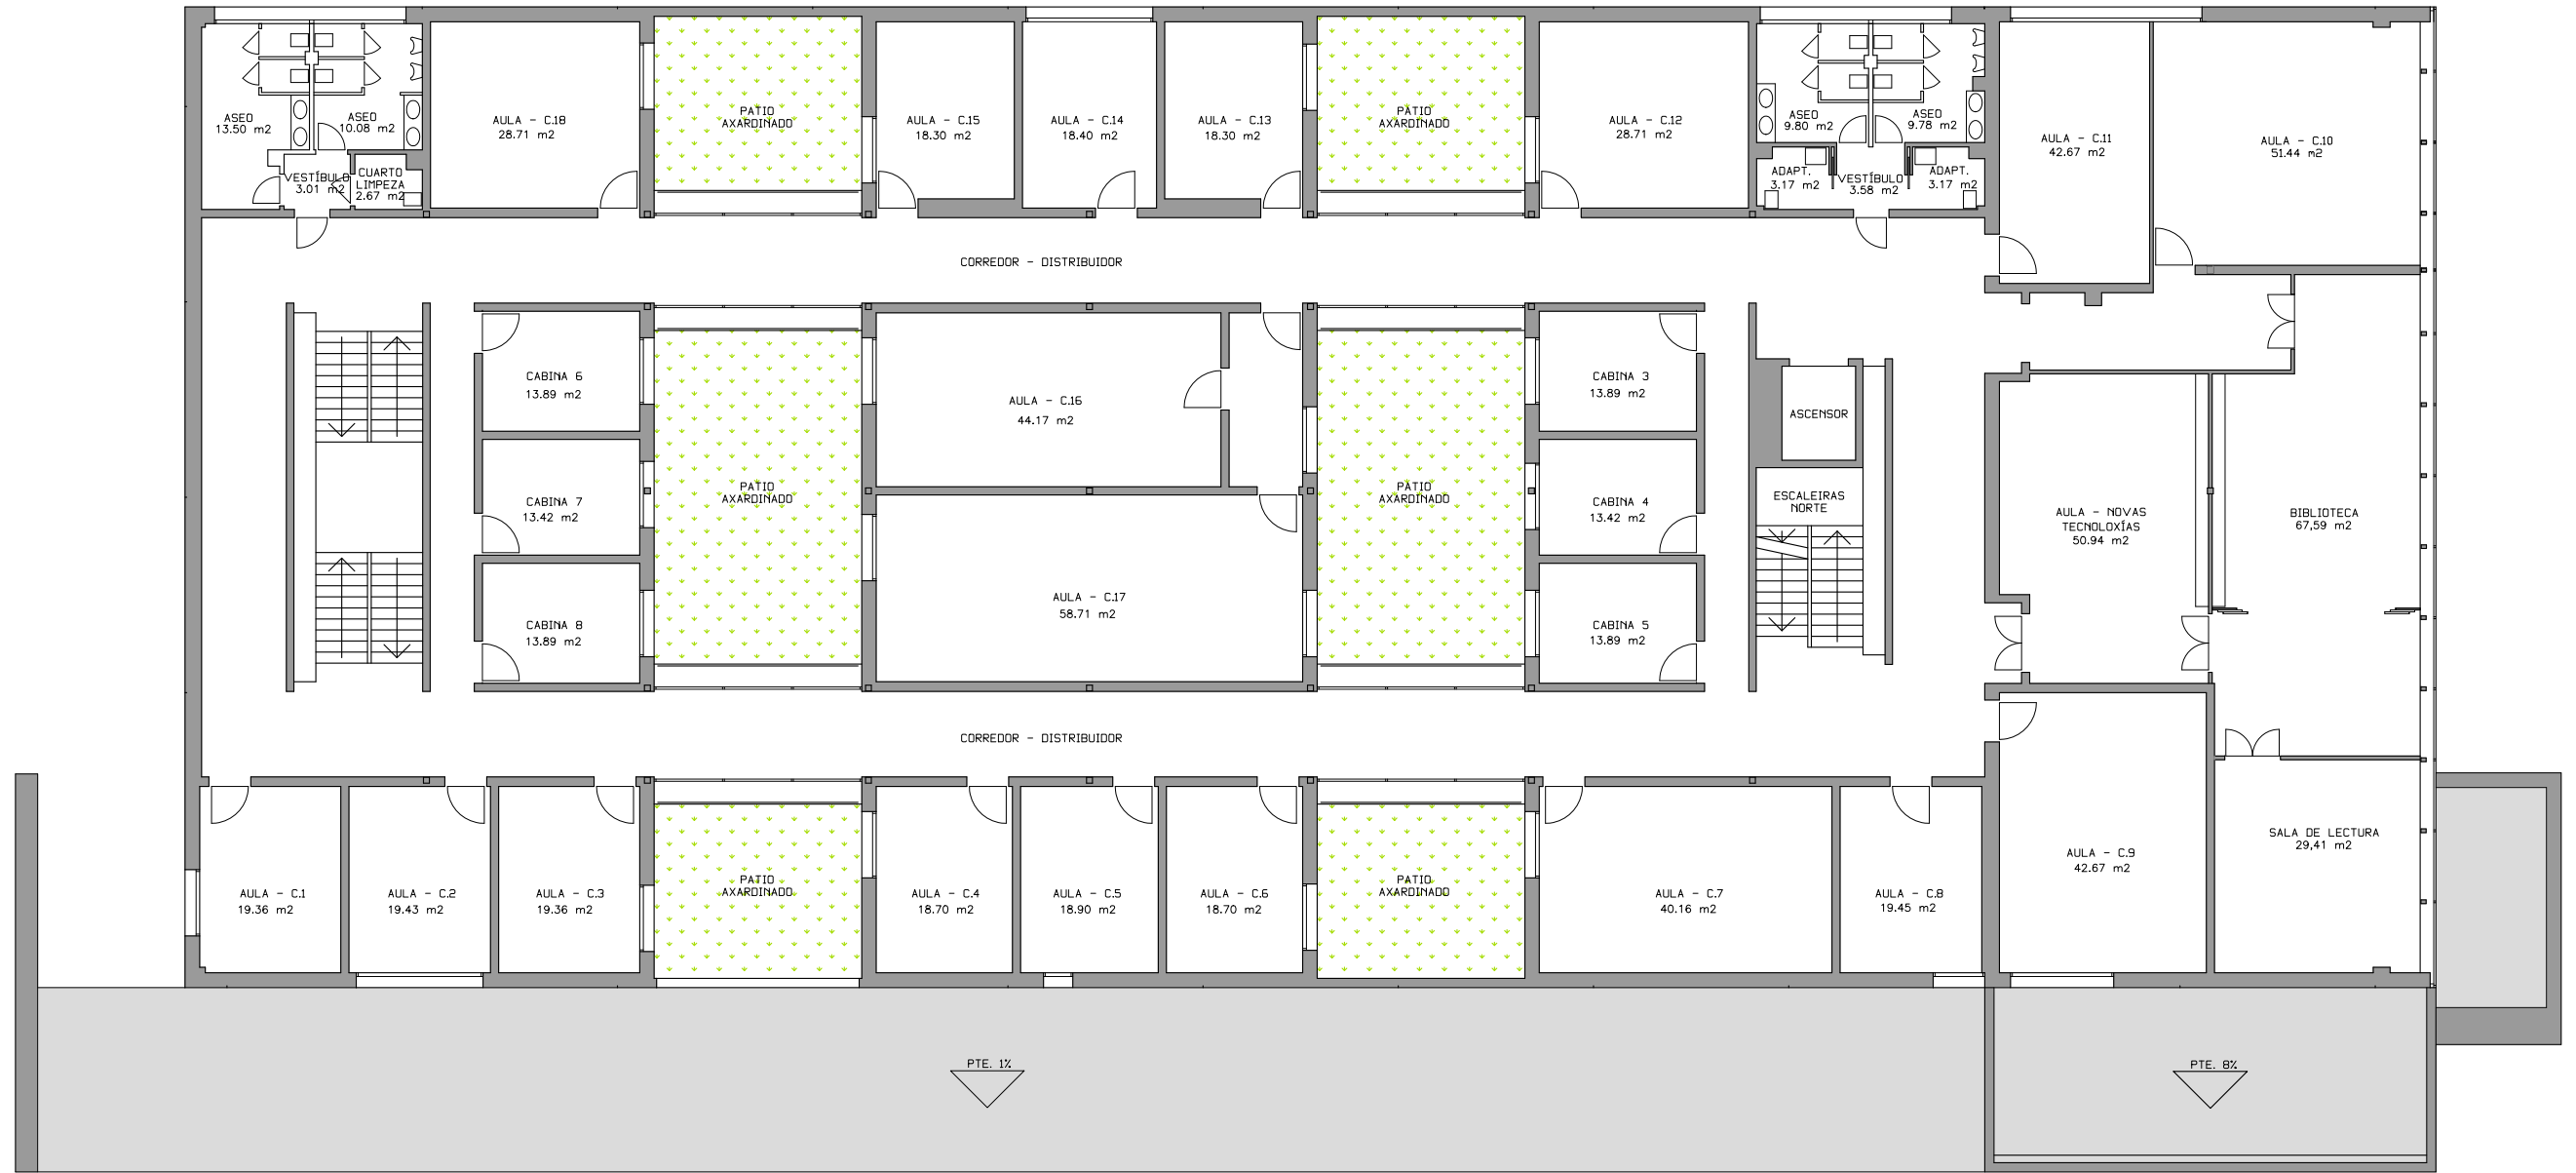 ASEO
13.50 m2
ASEO
10.08 m2
VESTÍBULO
3.01 m2
CUARTO
LIMPEZA
2.67 m2
AULA - C.18
28.71 m2
PATIO
AXARDINADO
AULA - C.15
18.30 m2
AULA - C.14
18.40 m2
AULA - C.13
18.30 m2
PATIO
AXARDINADO
AULA - C.12
28.71 m2
ASEO
9.80 m2
ASEO
9.78 m2
ADAPT.
3.17 m2
VESTÍBULO
3.58 m2
ADAPT.
3.17 m2
AULA - C.11
42.67 m2
AULA - C.10
51.44 m2
CORREDOR - DISTRIBUIDOR
CABINA 6
13.89 m2
CABINA 7
13.42 m2
CABINA 8
13.89 m2
PATIO
AXARDINADO
AULA - C.16
44.17 m2
AULA - C.17
58.71 m2
PATIO
AXARDINADO
CABINA 3
13.89 m2
CABINA 4
13.42 m2
CABINA 5
13.89 m2
ASCENSOR
ESCALEIRAS
NORTE
AULA - NOVAS
TECNOLOXÍAS
50.94 m2
BIBLIOTECA
67,59 m2
CORREDOR - DISTRIBUIDOR
AULA - C.1
19.36 m2
AULA - C.2
19.43 m2
AULA - C.3
19.36 m2
PATIO
AXARDINADO
AULA - C.4
18.70 m2
AULA - C.5
18.90 m2
AULA - C.6
18.70 m2
PATIO
AXARDINADO
AULA - C.7
40.16 m2
AULA - C.8
19.45 m2
AULA - C.9
42.67 m2
SALA DE LECTURA
29,41 m2
PTE. 1%
PTE. 8%